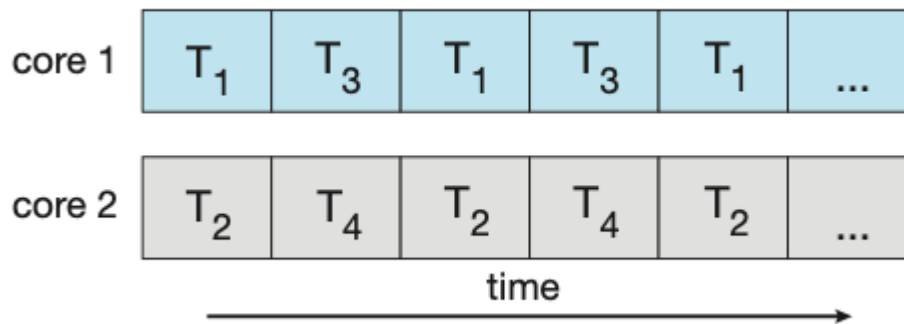 core 1 T₁ T₃ T₁ T₃ T₁ ...
core 2 T₂ T₄ T₂ T₄ T₂ ...
time